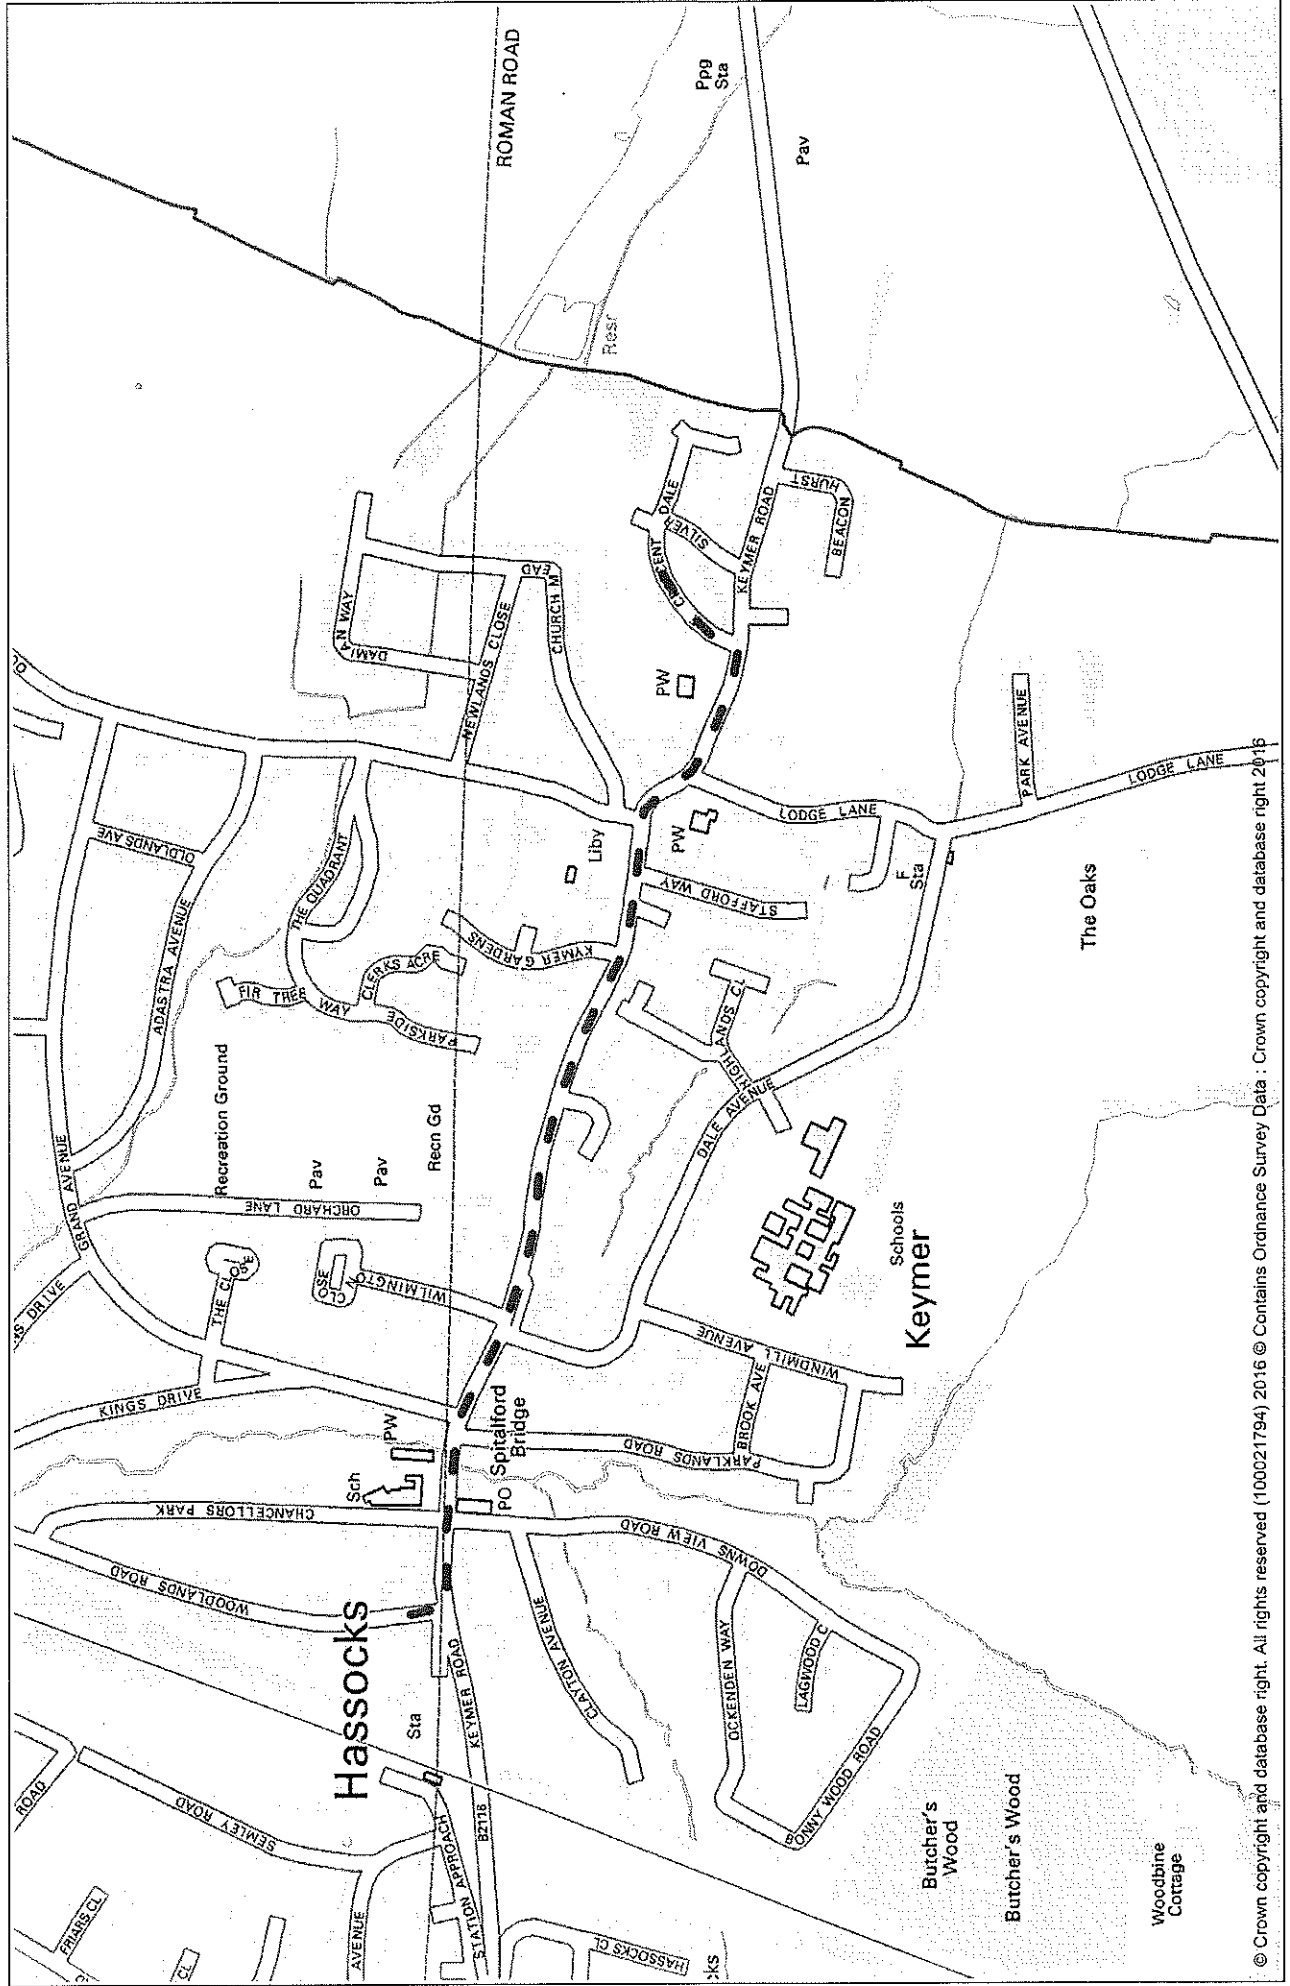 ROMAN ROAD
Ppg
Sta
Pav
Resr
DAMIAN WAY
NEWLANDS CLOSE
CHURCH MEAD
CRESCENT
SILVERDALE
KEYMER ROAD
BEACON
HURST
PW
OLDLANDS AVE
ADASTRA AVENUE
THE QUADRANT
FIR TREE WAY
CLERKS ACRE
PARKSIDE
KYMER GARDENS
Liby
PW
STAFFORD WAY
LODGE LANE
PARK AVENUE
LODGE LANE
F
Sta
The Oaks
GRAND AVENUE
Recreation Ground
Pav
Pav
Recn Gd
ORCHARD LANE
THE CLOSE
WILMINGTON
CLOSE
HIGHLANDS CL
DALE AVENUE
Schools
Keymer
KINGS DRIVE
PW
Sch
Spitalford
Bridge
PO
PARKLANDS ROAD
BROOK AVE
WINDMILL AVENUE
CHANCELLORS PARK
WOODLANDS ROAD
Hassocks
Sta
KEYMER ROAD
B2116
CLAYTON AVENUE
DOWNS VIEW ROAD
OCKENDEN WAY
LAGWOOD C
BONNY WOOD ROAD
ROAD
SEMLEY ROAD
FRIARS CL
CL
AVENUE
STATION APPROACH
HASSOCKS CL
Butcher's
Wood
Butcher's Wood
Woodbine
Cottage
© Crown copyright and database right. All rights reserved (100021794) 2016 © Contains Ordnance Survey Data : Crown copyright and database right 2016